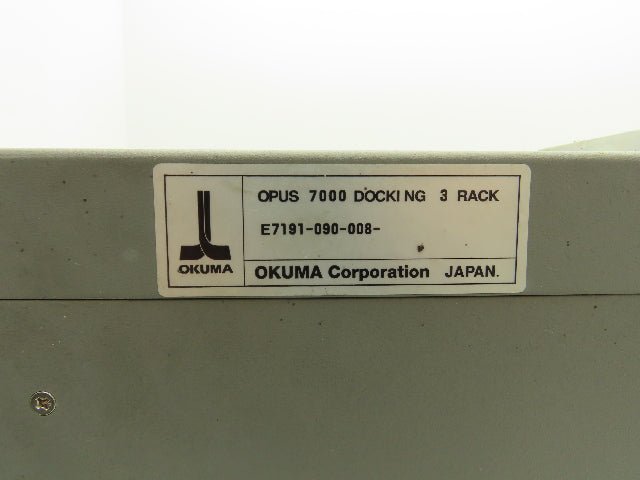 OPUS 7000 DOCKING 3 RACK
E7191-090-008-
OKUMA
OKUMA Corporation JAPAN.